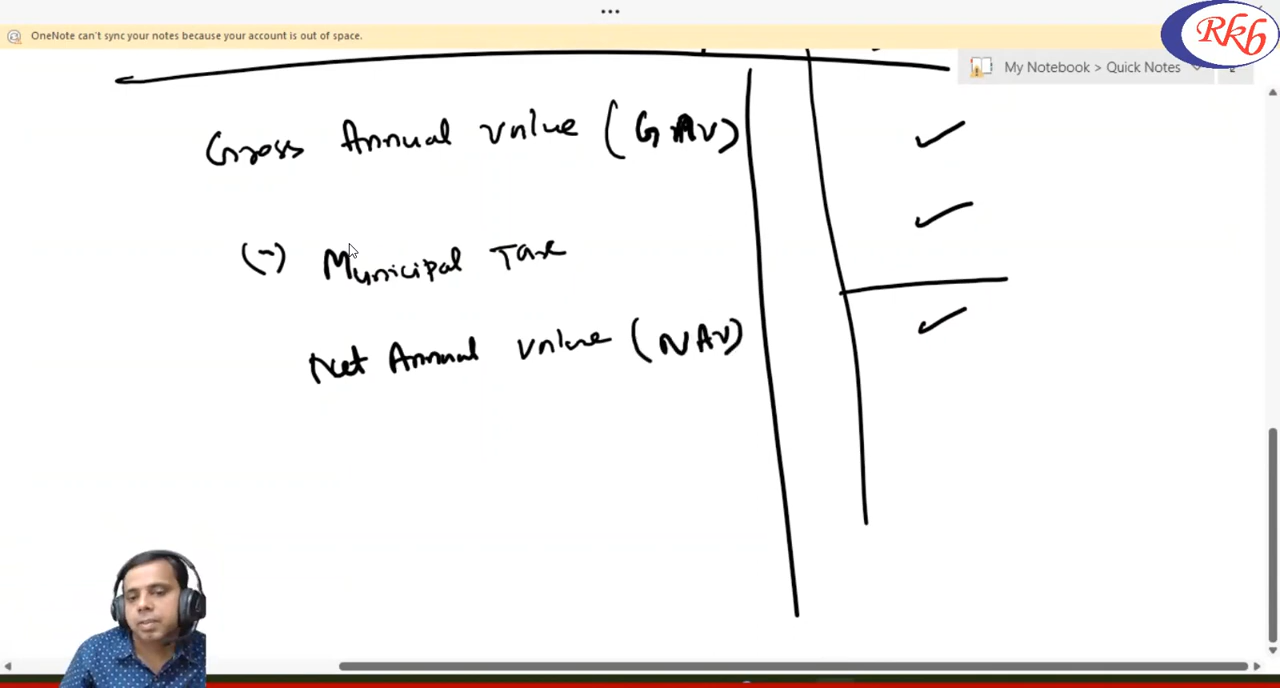 OneNote can't sync your notes because your account is out of space.
Rkb
My Notebook > Quick Notes
Gross Annual Value (GAV)
(-) Municipal Tax
Net Annual Value (NAV)